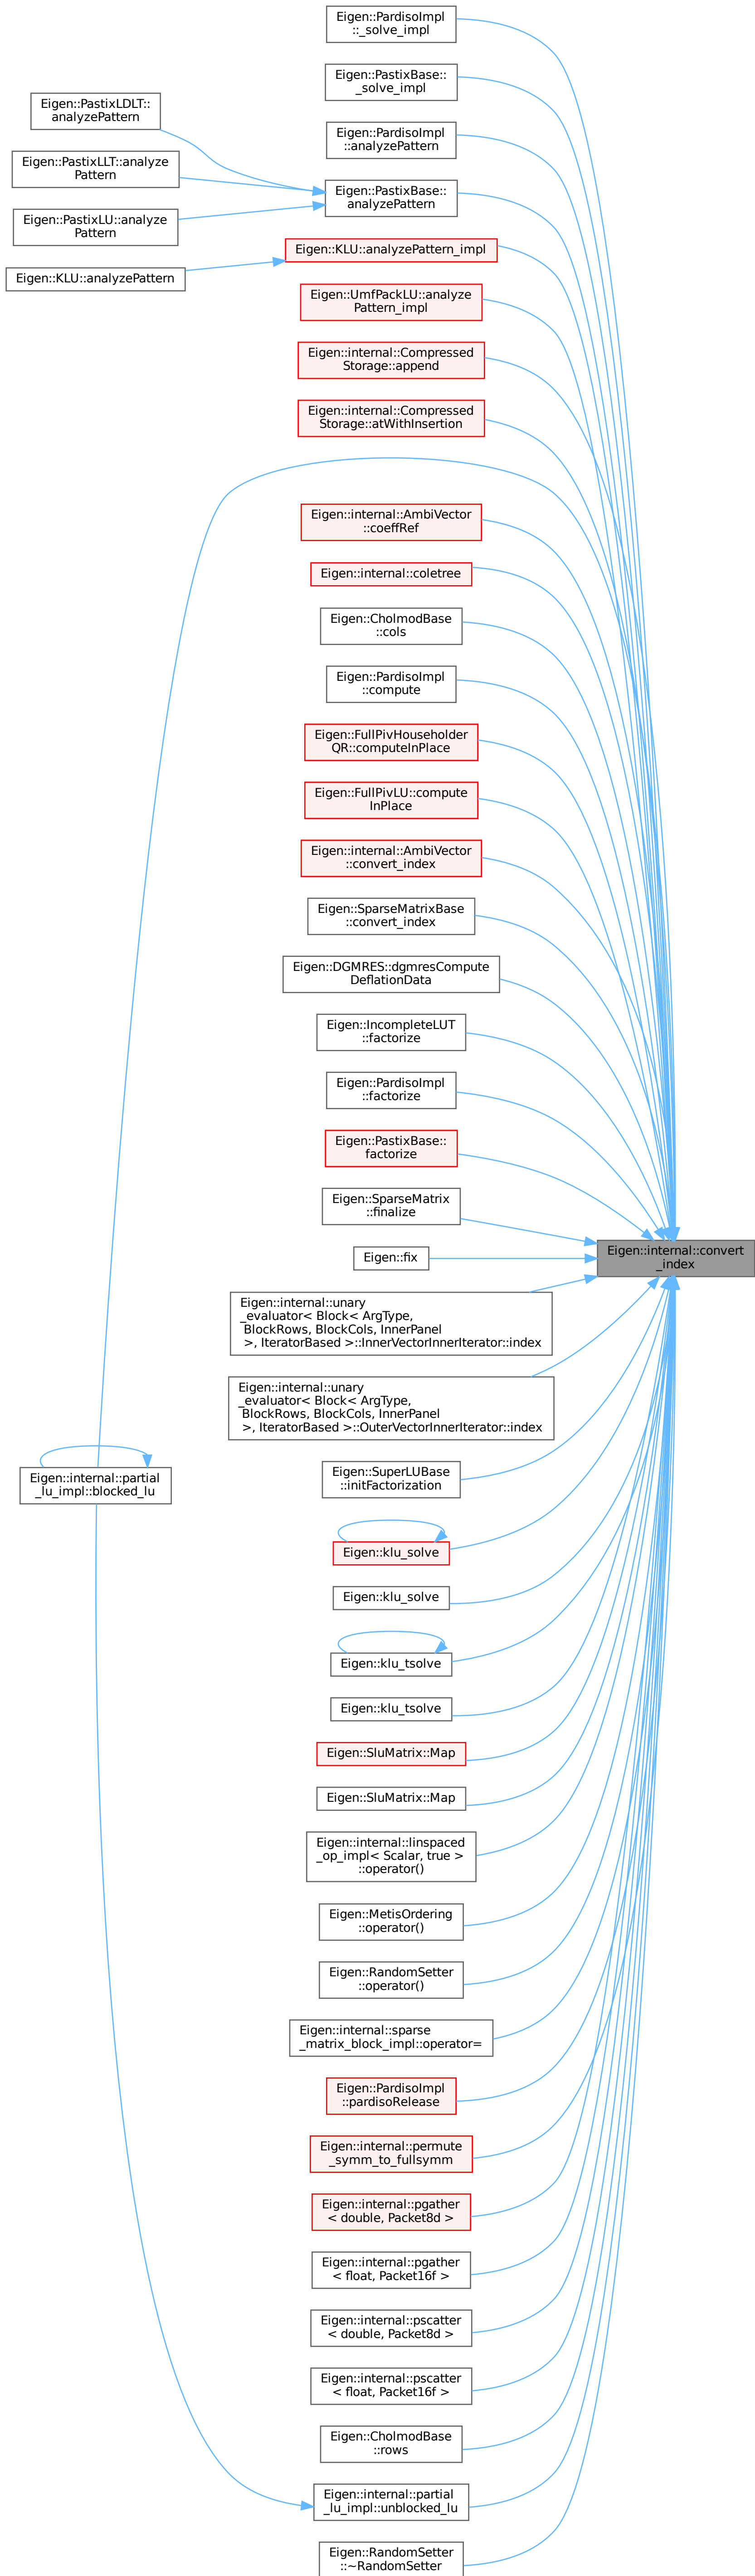 Eigen::PardisoImpl
::_solve_impl
Eigen::PastixBase::
_solve_impl
Eigen::PastixLDLT::
analyzePattern
Eigen::PardisoImpl
::analyzePattern
Eigen::PastixLLT::analyze
Pattern
Eigen::PastixBase::
analyzePattern
Eigen::PastixLU::analyze
Pattern
Eigen::KLU::analyzePattern_impl
Eigen::KLU::analyzePattern
Eigen::UmfPackLU::analyze
Pattern_impl
Eigen::internal::Compressed
Storage::append
Eigen::internal::Compressed
Storage::atWithInsertion
Eigen::internal::AmbiVector
::coeffRef
Eigen::internal::coletree
Eigen::CholmodBase
::cols
Eigen::PardisoImpl
::compute
Eigen::FullPivHouseholder
QR::computeInPlace
Eigen::FullPivLU::compute
InPlace
Eigen::internal::AmbiVector
::convert_index
Eigen::SparseMatrixBase
::convert_index
Eigen::DGMRES::dgmresCompute
DeflationData
Eigen::IncompleteLUT
::factorize
Eigen::PardisoImpl
::factorize
Eigen::PastixBase::
factorize
Eigen::SparseMatrix
::finalize
Eigen::internal::convert
_index
Eigen::fix
Eigen::internal::unary
_evaluator< Block< ArgType,
BlockRows, BlockCols, InnerPanel
>, IteratorBased >::InnerVectorInnerIterator::index
Eigen::internal::unary
_evaluator< Block< ArgType,
BlockRows, BlockCols, InnerPanel
>, IteratorBased >::OuterVectorInnerIterator::index
Eigen::SuperLUBase
::initFactorization
Eigen::internal::partial
_lu_impl::blocked_lu
Eigen::klu_solve
Eigen::klu_solve
Eigen::klu_tsolve
Eigen::klu_tsolve
Eigen::SluMatrix::Map
Eigen::SluMatrix::Map
Eigen::internal::linspaced
_op_impl< Scalar, true >
::operator()
Eigen::MetisOrdering
::operator()
Eigen::RandomSetter
::operator()
Eigen::internal::sparse
_matrix_block_impl::operator=
Eigen::PardisoImpl
::pardisoRelease
Eigen::internal::permute
_symm_to_fullsymm
Eigen::internal::pgather
< double, Packet8d >
Eigen::internal::pgather
< float, Packet16f >
Eigen::internal::pscatter
< double, Packet8d >
Eigen::internal::pscatter
< float, Packet16f >
Eigen::CholmodBase
::rows
Eigen::internal::partial
_lu_impl::unblocked_lu
Eigen::RandomSetter
::~RandomSetter